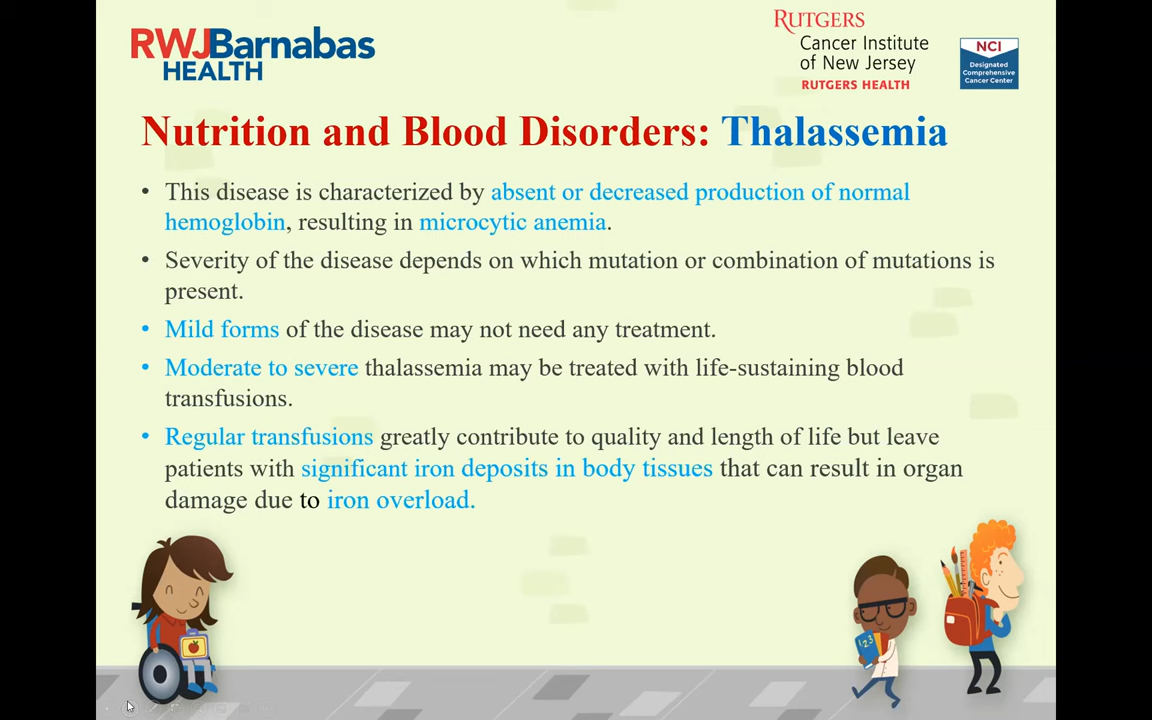 RWJBarnabas
HEALTH
RUTGERS
Cancer Institute
of New Jersey
RUTGERS HEALTH
NCI
Designated
Comprehensive
Cancer Center
Nutrition and Blood Disorders: Thalassemia
• This disease is characterized by absent or decreased production of normal
hemoglobin, resulting in microcytic anemia.
• Severity of the disease depends on which mutation or combination of mutations is
present.
• Mild forms of the disease may not need any treatment.
• Moderate to severe thalassemia may be treated with life-sustaining blood
transfusions.
• Regular transfusions greatly contribute to quality and length of life but leave
patients with significant iron deposits in body tissues that can result in organ
damage due to iron overload.
123